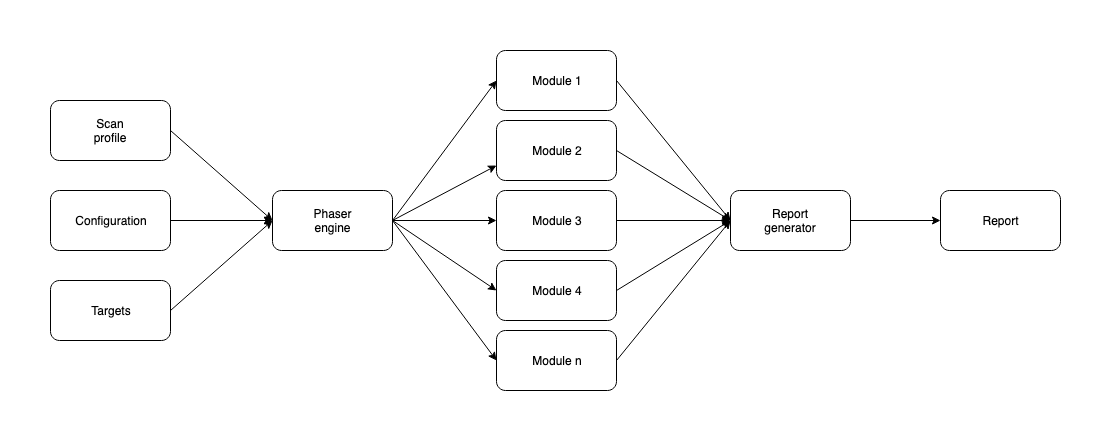 Scan
profile
Configuration
Targets
Phaser
engine
Module 1
Module 2
Module 3
Module 4
Module n
Report
generator
Report